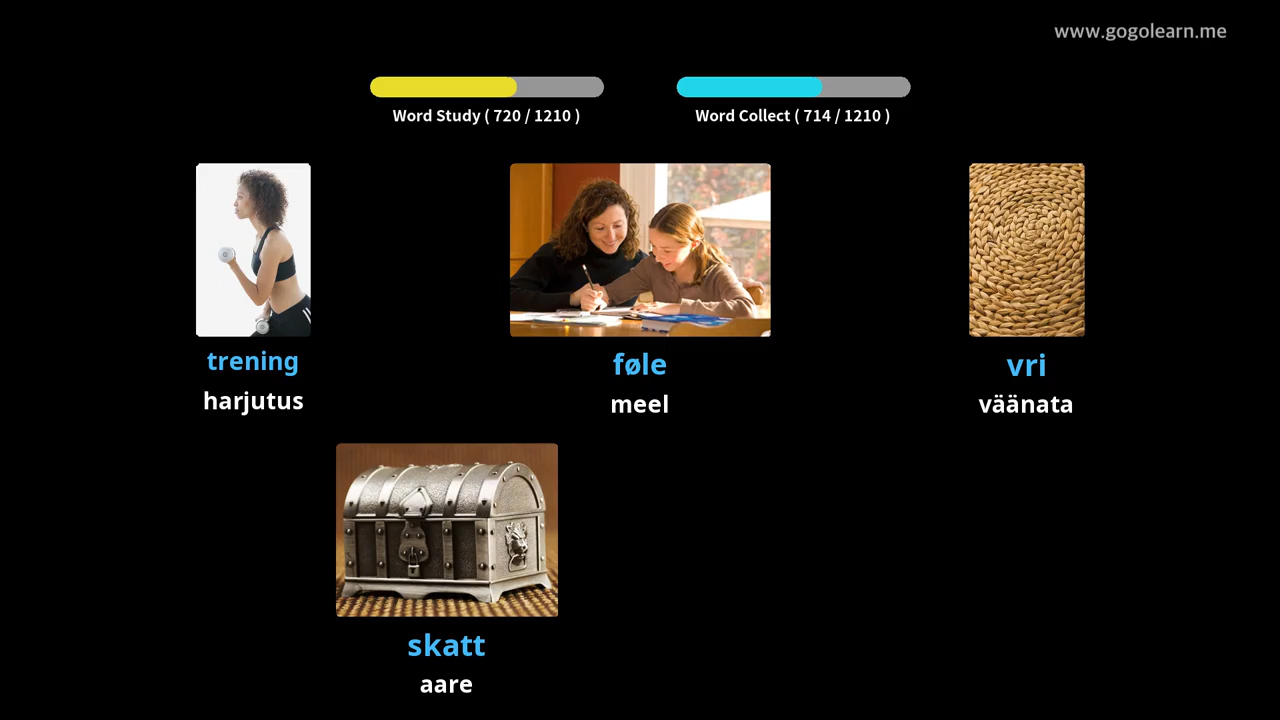 www.gogolearn.me
Word Study ( 720 / 1210 )
Word Collect ( 714 / 1210 )
trening
føle
vri
harjutus
meel
väänata
skatt
aare